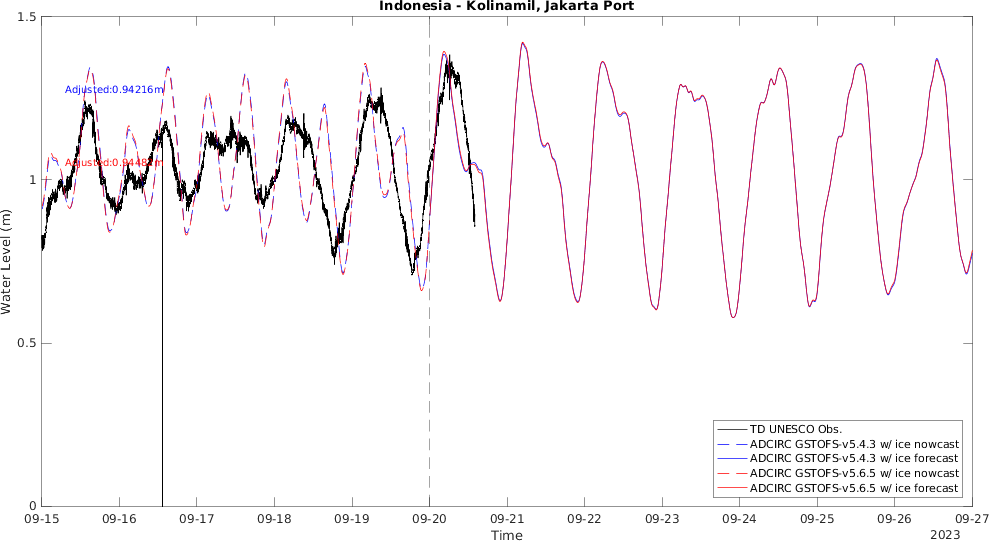 Indonesia - Kolinamil, Jakarta Port
1.5
1
0.5
0
Water Level (m)
Adjusted:0.94216m
TD UNESCO Obs.
ADCIRC GSTOFS-v5.4.3 w/ ice nowcast
ADCIRC GSTOFS-v5.4.3 w/ ice forecast
ADCIRC GSTOFS-v5.6.5 w/ ice nowcast
ADCIRC GSTOFS-v5.6.5 w/ ice forecast
09-15 09-16 09-17 09-18 09-19 09-20 09-21 09-22 09-23 09-24 09-25 09-26 09-27
Time
2023